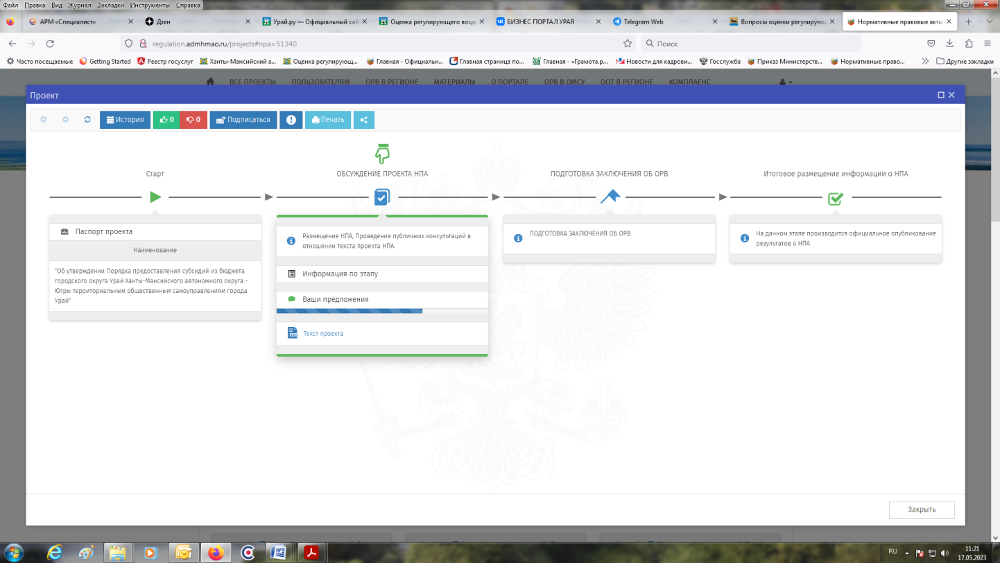 Файл Правка Вид Журнал Закладки Инструменты Справка
АРМ «Специалист»
Дзен
Урай.ру — Официальный сай
Оценка регулирующего возде
БИЗНЕС ПОРТАЛ УРАЯ
Telegram Web
Вопросы оценки регулирующ
Нормативные правовые акты
regulation.admhmao.ru/projects#npa=51340
Поиск
Часто посещаемые
Getting Started
Реестр госуслуг
Ханты-Мансийский а...
Оценка регулирующ...
Главная - Официальн...
Главная страница по...
Главная - «Грамота.р...
Новости для кадрови...
Госслужба
Приказ Министерств...
Нормативные право...
Другие закладки
ВСЕ ПРОЕКТЫ ПОЛЬЗОВАТЕЛЯМ ОРВ В РЕГИОНЕ МАТЕРИАЛЫ О ПОРТАЛЕ ОРВ В ОМСУ ООТ В РЕГИОНЕ КОМПЛАЕНС
Проект
История
0
0
Подписаться
Печать
Старт
ОБСУЖДЕНИЕ ПРОЕКТА НПА
ПОДГОТОВКА ЗАКЛЮЧЕНИЯ ОБ ОРВ
Итоговое размещение информации о НПА
Паспорт проекта
Наименование
"Об утверждении Порядка предоставления субсидий из бюджета
городского округа Урай Ханты-Мансийского автономного округа -
Югры территориальным общественным самоуправлениям города
Урай"
Размещение НПА, Проведение публичных консультаций в
отношении текста проекта НПА.
Информация по этапу
Ваши предложения
Текст проекта
ПОДГОТОВКА ЗАКЛЮЧЕНИЯ ОБ ОРВ
На данном этапе производится официальное опубликование
результатов о НПА
Закрыть
RU
11:21
17.05.2023